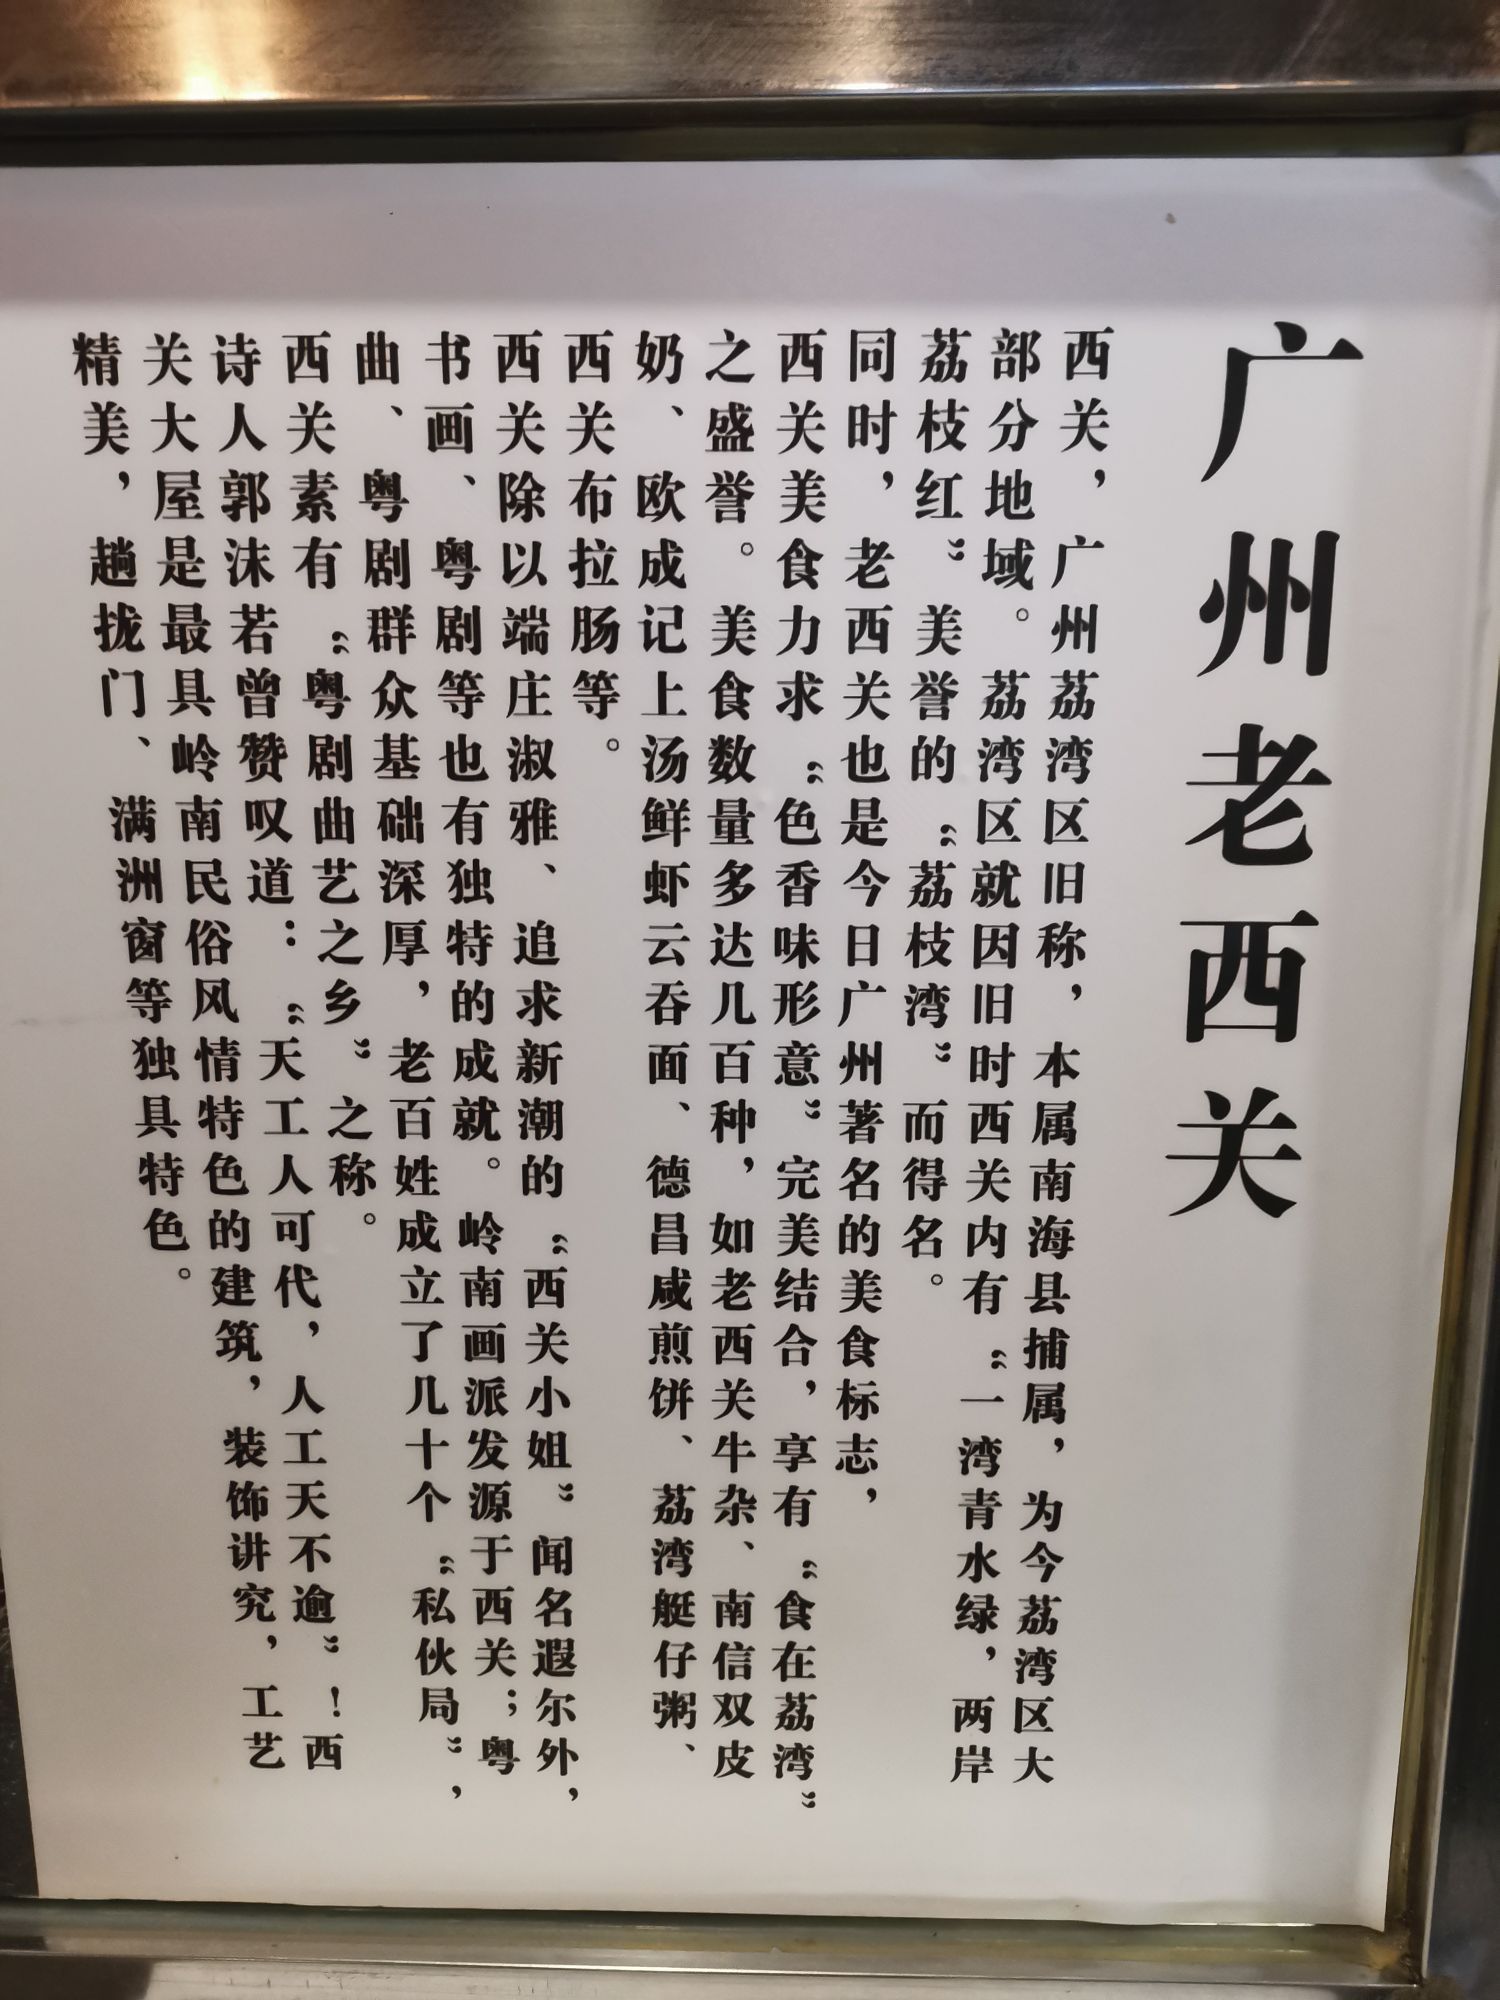 广州老西关
西关，广州荔湾区旧称，本属南海县捕属，为今荔湾区大
部分地域。荔湾区就因旧时西关内有“一湾青水绿，两岸
荔枝红”美誉的“荔枝湾”而得名。
同时，老西关也是今日广州著名的美食标志，
西关美食力求“色香味形意”完美结合，享有“食在荔湾”
之盛誉。美食数量多达几百种，如老西关牛杂、南信双皮
奶、欧成记上汤鲜虾云吞面、德昌咸煎饼、荔湾艇仔粥、
西关布拉肠等。
西关除以端庄淑雅、追求新潮的“西关小姐”闻名遐尔外，
书画、粤剧等也有独特的成就。岭南画派发源于西关；粤
曲、粤剧群众基础深厚，老百姓成立了几十个“私伙局”，
西关素有“粤剧曲艺之乡”之称。
诗人郭沫若曾赞叹道：“天工人可代，人工天不逾”！西
关大屋是最具岭南民俗风情特色的建筑，装饰讲究，工艺
精美，趟拢门、满洲窗等独具特色。